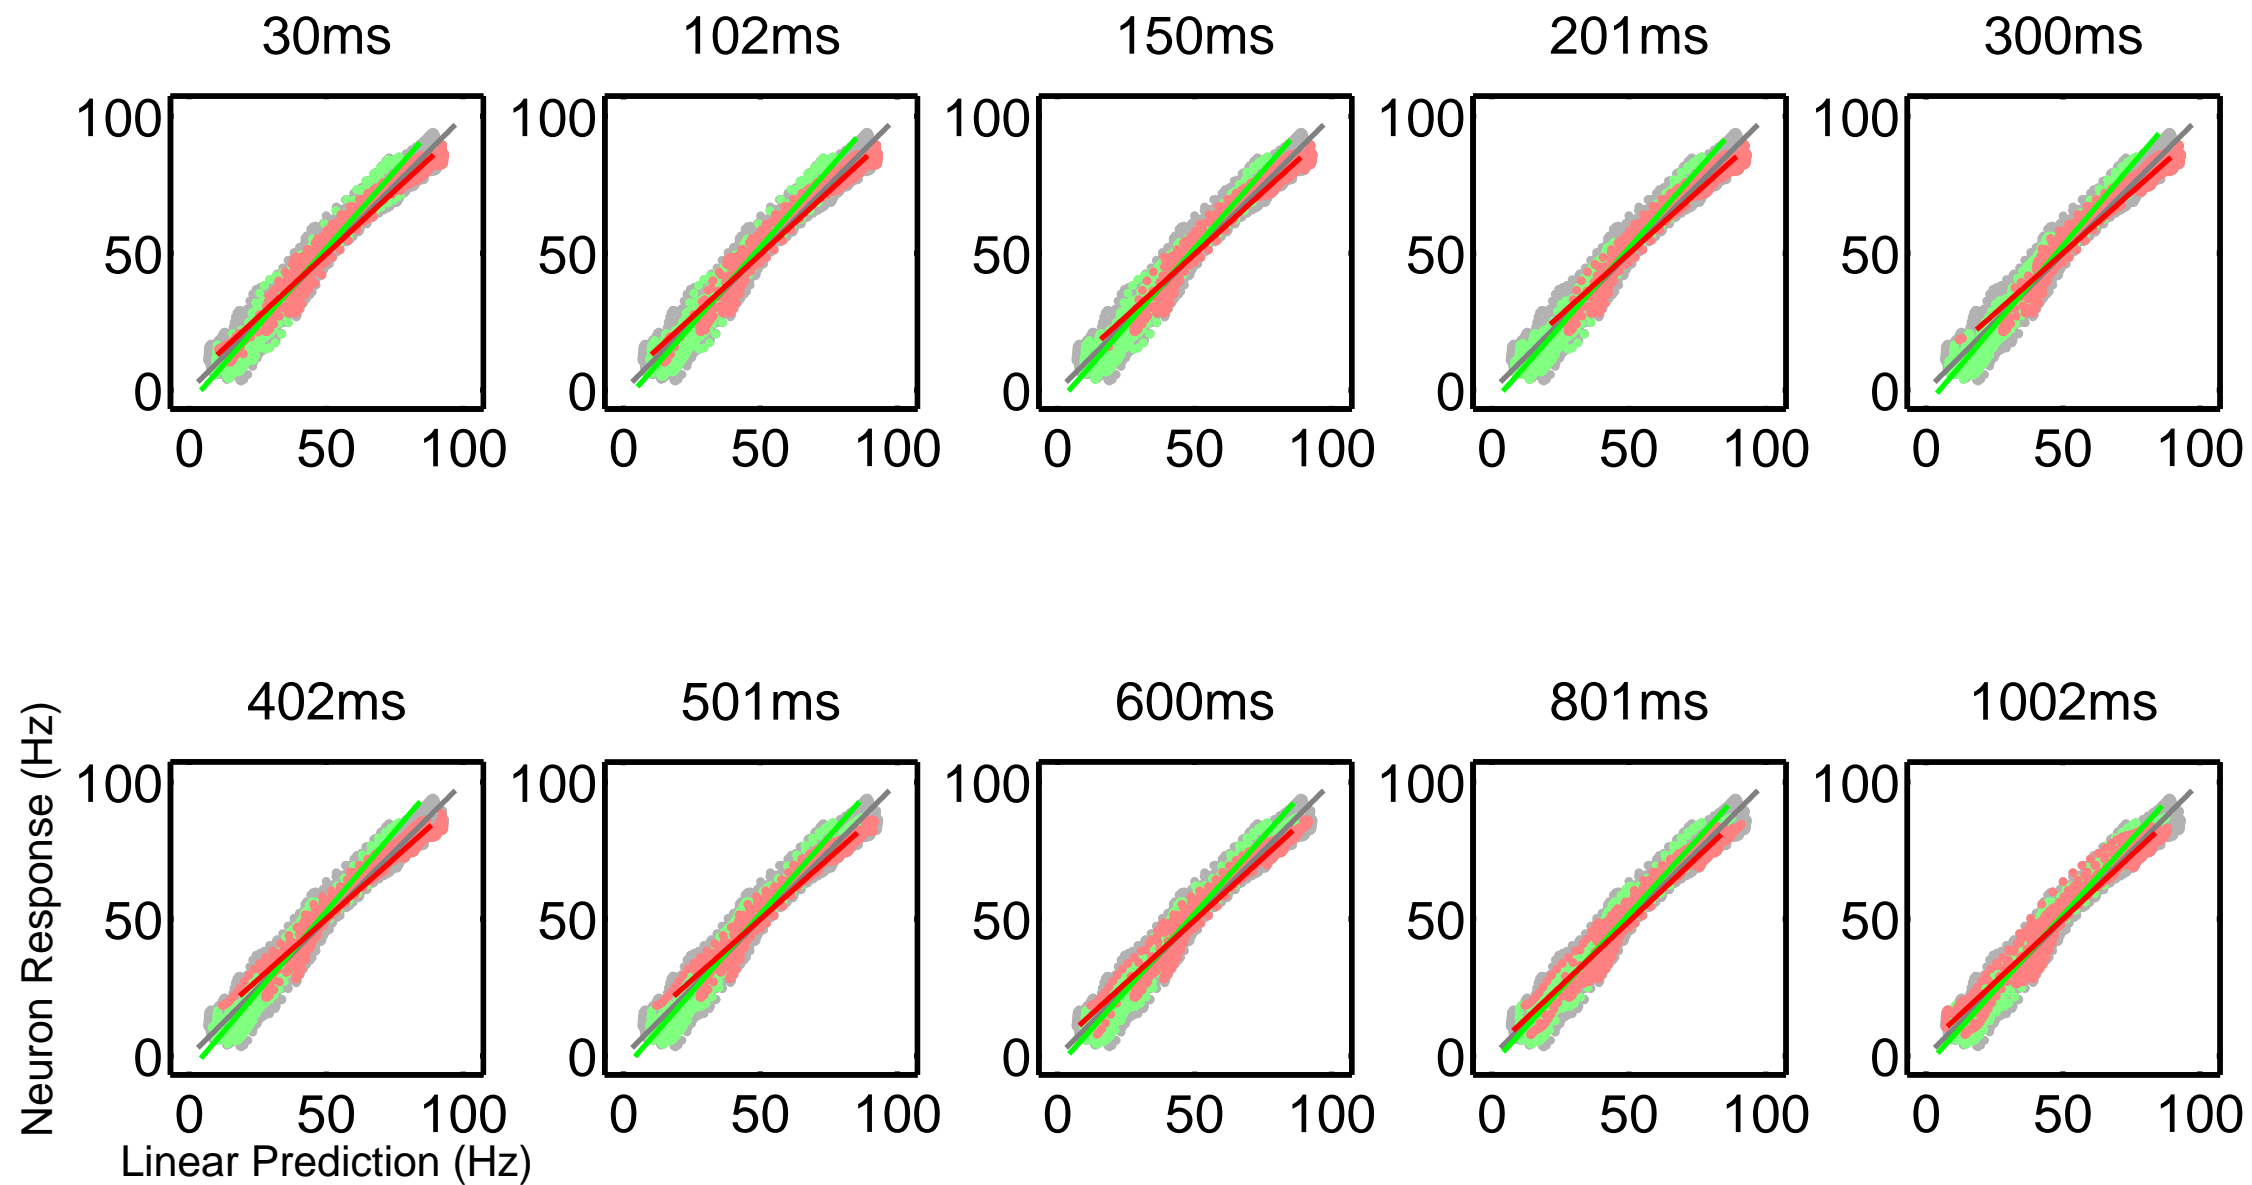 30ms 102ms 150ms 201ms 300ms
100 100 100 100 100
50 50 50 50 50
0 0 0 0 0
0 50 100 0 50 100 0 50 100 0 50 100 0 50 100
402ms 501ms 600ms 801ms 1002ms
100 100 100 100 100
50 50 50 50 50
0 0 0 0 0
0 50 100 0 50 100 0 50 100 0 50 100 0 50 100
Neuron Response (Hz)
Linear Prediction (Hz)